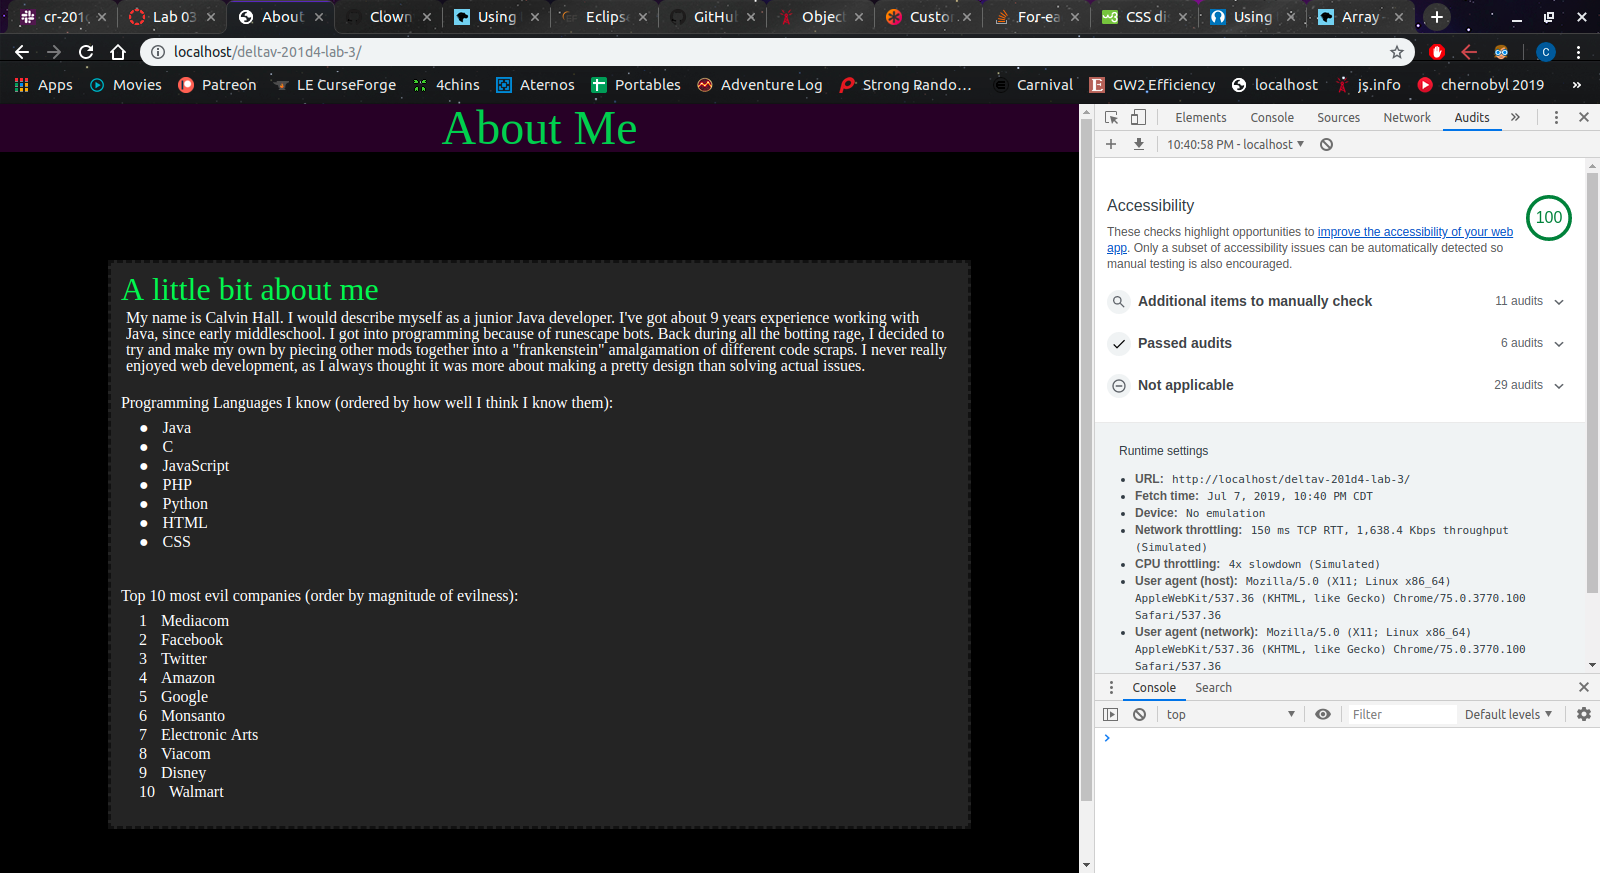 cr-201
Lab 03
About
Clown
Using
Eclips
GitHu
Object
Custo
For-ea
CSS di
Using
Array
localhost/deltav-201d4-lab-3/
C
Apps
Movies
Patreon
LE CurseForge
4chins
Aternos
Portables
Adventure Log
Strong Rando...
Carnival
GW2 Efficiency
localhost
js.info
chernobyl 2019
»
About Me
A little bit about me
My name is Calvin Hall. I would describe myself as a junior Java developer. I've got about 9 years experience working with
Java, since early middleschool. I got into programming because of runescape bots. Back during all the botting rage, I decided to
try and make my own by piecing other mods together into a "frankenstein" amalgamation of different code scraps. I never really
enjoyed web development, as I always thought it was more about making a pretty design than solving actual issues.
Programming Languages I know (ordered by how well I think I know them):
● Java
● C
● JavaScript
● PHP
● Python
● HTML
● CSS
Top 10 most evil companies (order by magnitude of evilness):
1 Mediacom
2 Facebook
3 Twitter
4 Amazon
5 Google
6 Monsanto
7 Electronic Arts
8 Viacom
9 Disney
10 Walmart
Elements Console Sources Network Audits »
10:40:58 PM - localhost
Accessibility
100
These checks highlight opportunities to improve the accessibility of your web
app. Only a subset of accessibility issues can be automatically detected so
manual testing is also encouraged.
Additional items to manually check 11 audits
Passed audits 6 audits
Not applicable 29 audits
Runtime settings
• URL: http://localhost/deltav-201d4-lab-3/
• Fetch time: Jul 7, 2019, 10:40 PM CDT
• Device: No emulation
• Network throttling: 150 ms TCP RTT, 1,638.4 Kbps throughput
(Simulated)
• CPU throttling: 4x slowdown (Simulated)
• User agent (host): Mozilla/5.0 (X11; Linux x86_64)
AppleWebKit/537.36 (KHTML, like Gecko) Chrome/75.0.3770.100
Safari/537.36
• User agent (network): Mozilla/5.0 (X11; Linux x86_64)
AppleWebKit/537.36 (KHTML, like Gecko) Chrome/75.0.3770.100
Safari/537.36
Console Search
top Filter Default levels